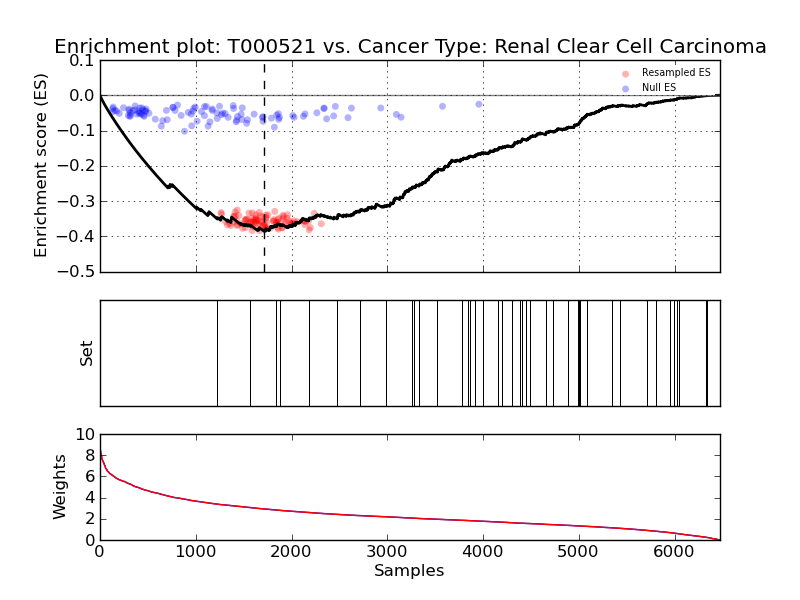 Enrichment plot: T000521 vs. Cancer Type: Renal Clear Cell Carcinoma
0.1
0.0
−0.1
−0.2
−0.3
−0.4
−0.5
Enrichment score (ES)
Resampled ES
Null ES
Set
10
8
6
4
2
0
Weights
0 1000 2000 3000 4000 5000 6000
Samples